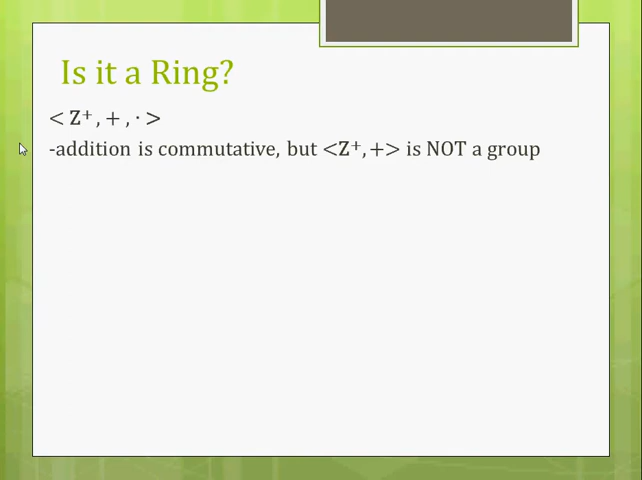 Is it a Ring?
< Z⁺, +, · >
-addition is commutative, but <Z⁺, +> is NOT a group